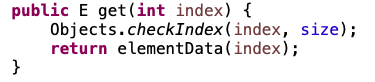 public E get(int index) {
    Objects.checkIndex(index, size);
    return elementData(index);
}